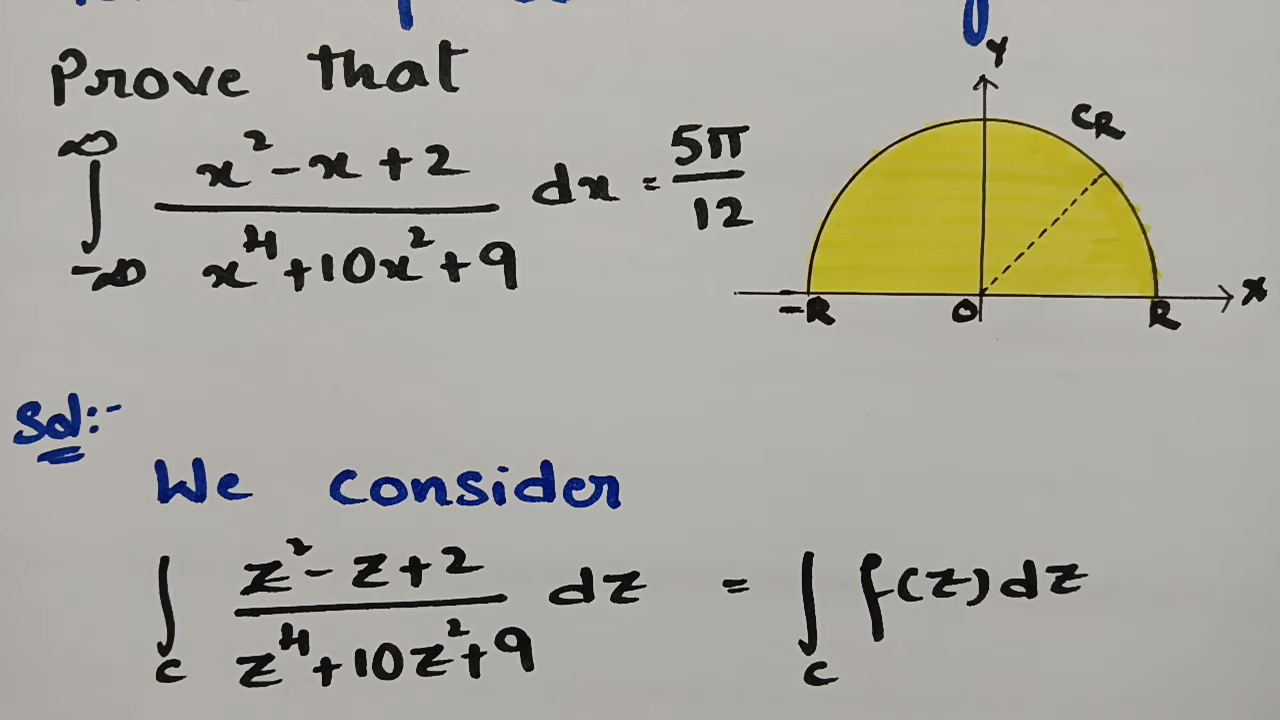 Prove that
∫_{-∞}^{∞} (x² - x + 2)/(x⁴ + 10x² + 9) dx = 5π/12
Y
C_R
-R O R X
Sol:-
We consider
∫_C (z² - z + 2)/(z⁴ + 10z² + 9) dz = ∫_C f(z) dz